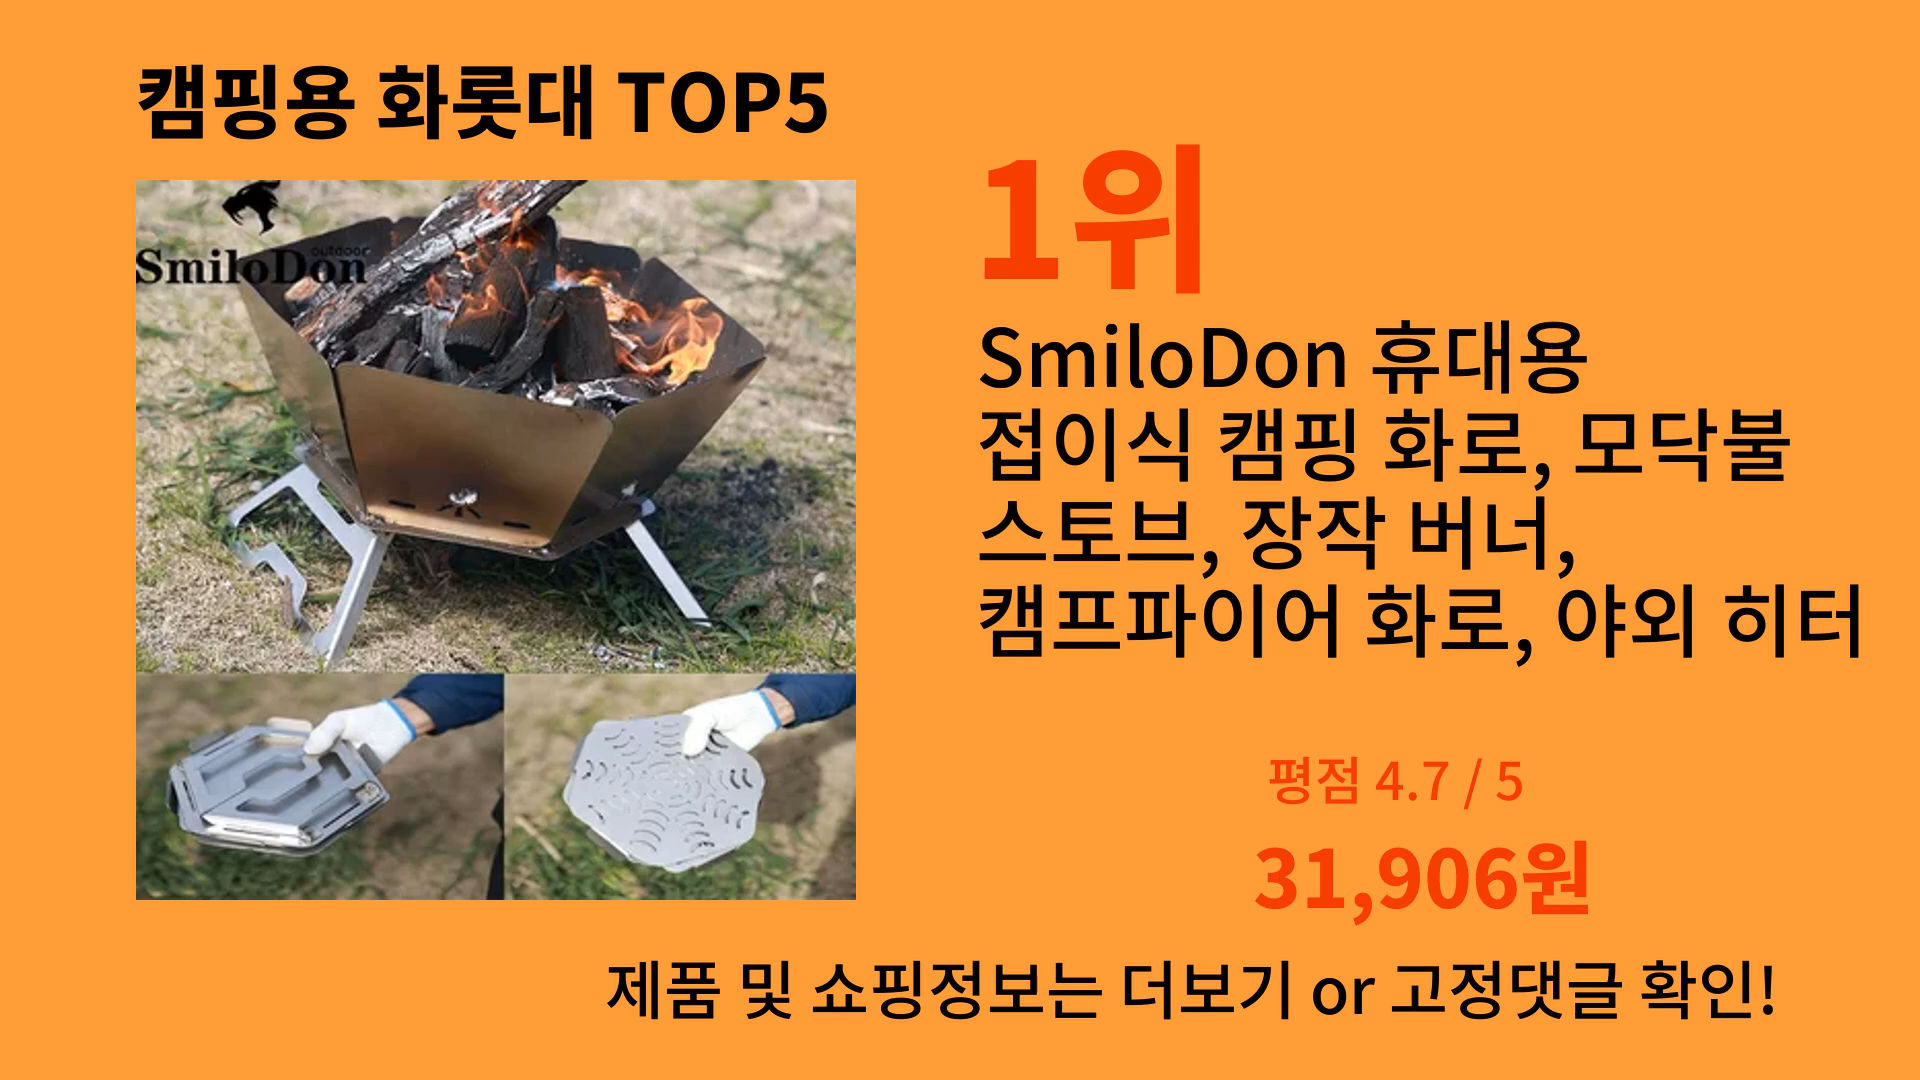 캠핑용 화롯대 TOP5
SmiloDon
outdoor
1위
SmiloDon 휴대용
접이식 캠핑 화로, 모닥불
스토브, 장작 버너,
캠프파이어 화로, 야외 히터
평점 4.7 / 5
31,906원
제품 및 쇼핑정보는 더보기 or 고정댓글 확인!